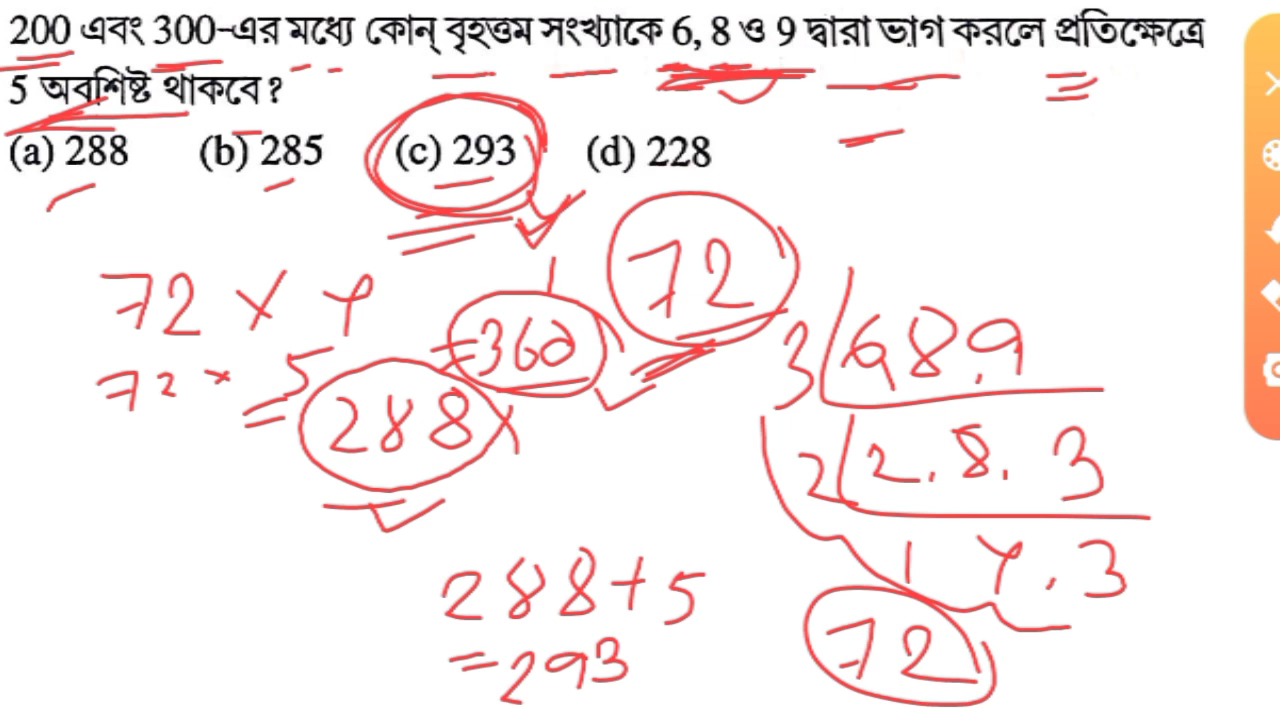 200 এবং 300-এর মধ্যে কোন্ বৃহত্তম সংখ্যাকে 6, 8 ও 9 দ্বারা ভাগ করলে প্রতিক্ষেত্রে
5 অবশিষ্ট থাকবে?
(a) 288 (b) 285 (c) 293 (d) 228
72
72 × 4
= 360
72 × 5
= 288
3 6 8 . 9
2 2 . 8 . 3
1 4 . 3
72
288 + 5
= 293